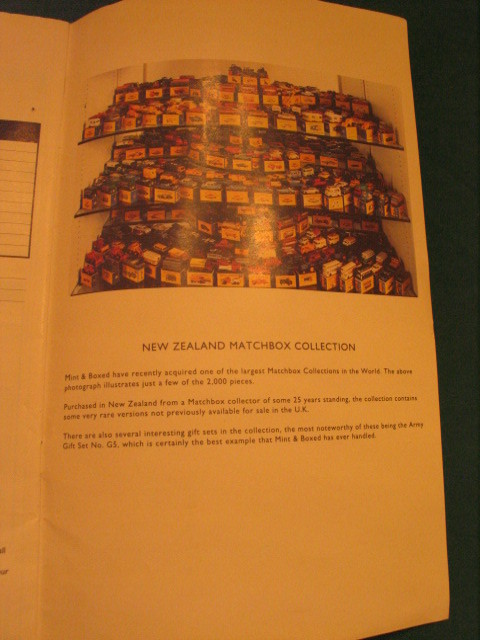 NEW ZEALAND MATCHBOX COLLECTION
Mint & Boxed have recently acquired one of the largest Matchbox Collections in the World. The above
photograph illustrates just a few of the 2,000 pieces.
Purchased in New Zealand from a Matchbox collector of some 25 years standing, the collection contains
some very rare versions not previously available for sale in the U.K.
There are also several interesting gift sets in the collection, the most noteworthy of these being the Army
Gift Set No. G5, which is certainly the best example that Mint & Boxed has ever handled.